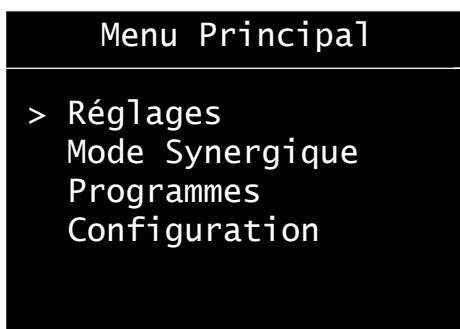 Menu Principal
> Réglages
Mode Synergique
Programmes
Configuration